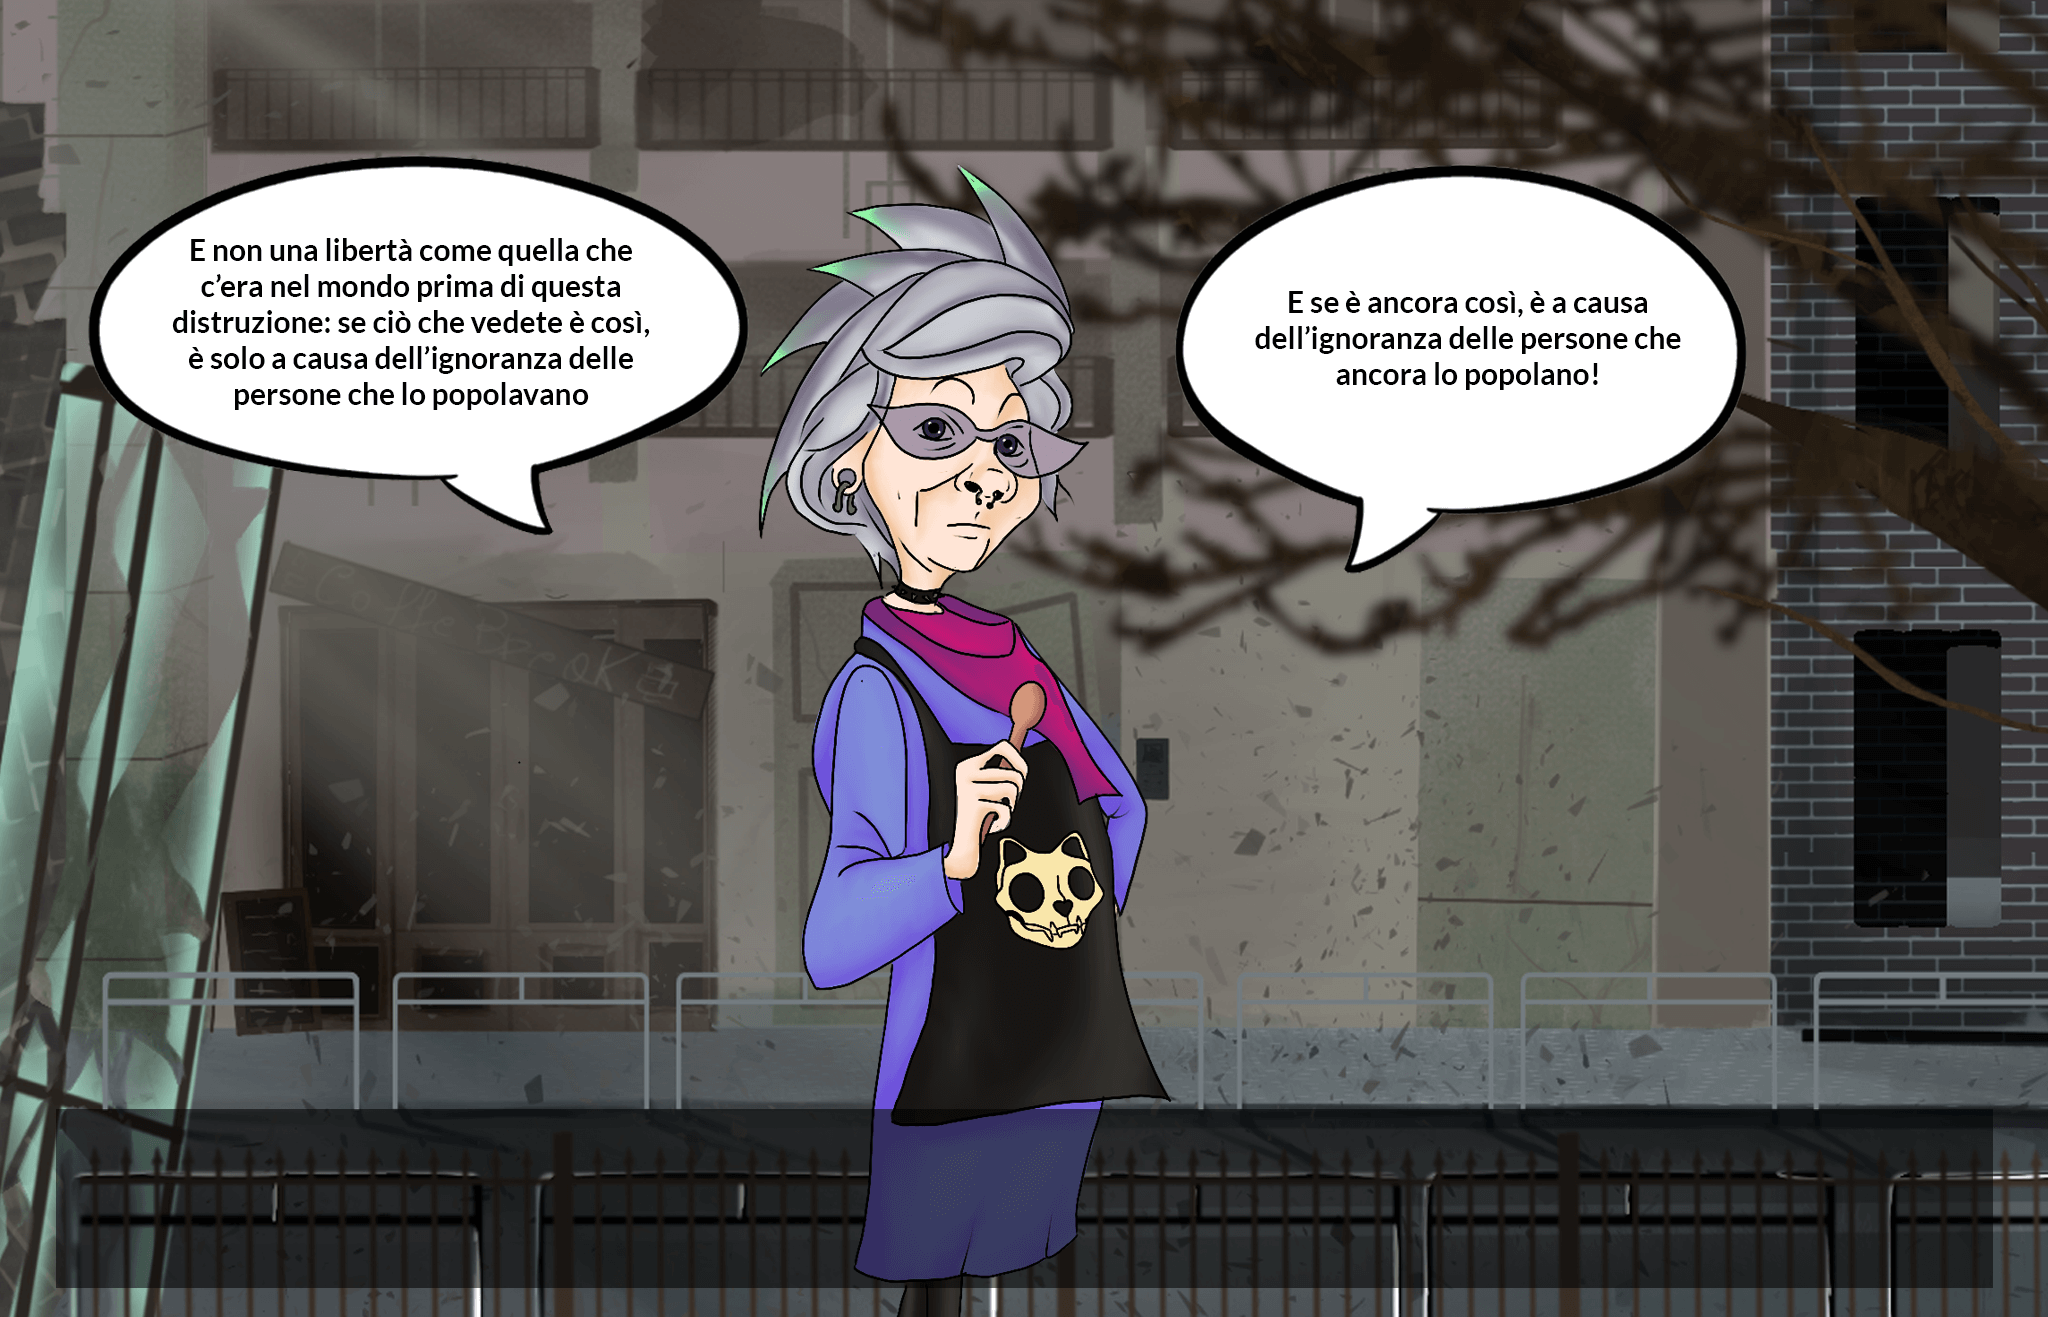 E non una libertà come quella che
c’era nel mondo prima di questa
distruzione: se ciò che vedete è così,
è solo a causa dell’ignoranza delle
persone che lo popolavano
E se è ancora così, è a causa
dell’ignoranza delle persone che
ancora lo popolano!
Coffe Break